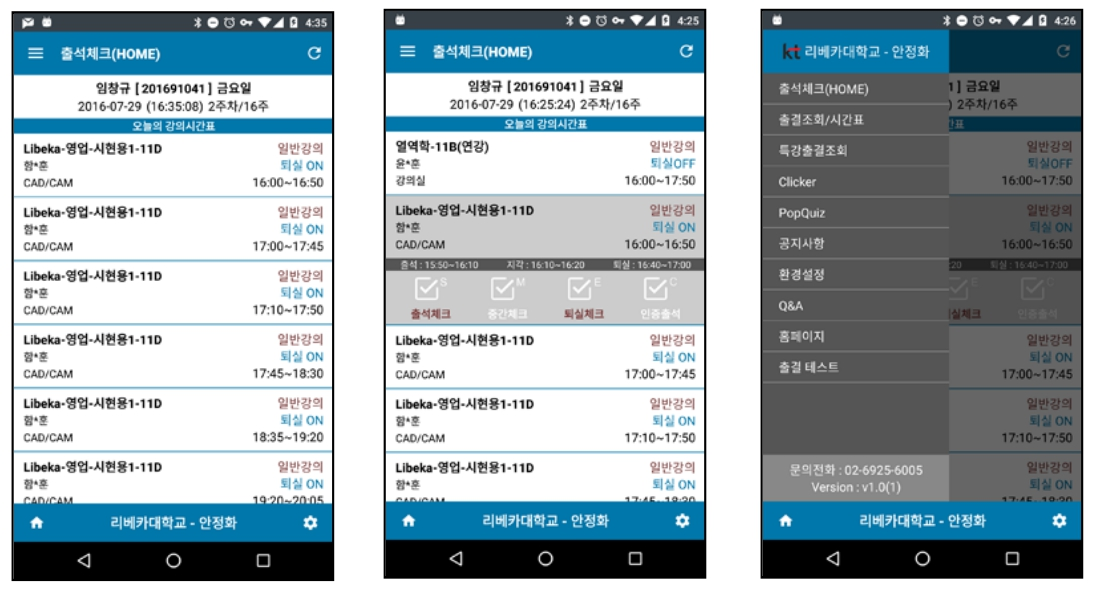 4:35
출석체크(HOME)
임창규 [ 201691041 ] 금요일
2016-07-29 (16:35:08) 2주차/16주
오늘의 강의시간표
Libeka-영업-시현용1-11D 일반강의
함*훈 퇴실 ON
CAD/CAM 16:00~16:50
Libeka-영업-시현용1-11D 일반강의
함*훈 퇴실 ON
CAD/CAM 17:00~17:45
Libeka-영업-시현용1-11D 일반강의
함*훈 퇴실 ON
CAD/CAM 17:10~17:50
Libeka-영업-시현용1-11D 일반강의
함*훈 퇴실 ON
CAD/CAM 17:45~18:30
Libeka-영업-시현용1-11D 일반강의
함*훈 퇴실 ON
CAD/CAM 18:35~19:20
Libeka-영업-시현용1-11D 일반강의
함*훈 퇴실 ON
CAD/CAM 19:20~20:05
리베카대학교 - 안정화
4:25
출석체크(HOME)
임창규 [ 201691041 ] 금요일
2016-07-29 (16:25:24) 2주차/16주
오늘의 강의시간표
열역학-11B(연강) 일반강의
윤*훈 퇴실OFF
강의실 16:00~17:50
Libeka-영업-시현용1-11D 일반강의
함*훈 퇴실 ON
CAD/CAM 16:00~16:50
출석 : 15:50~16:10 지각 : 16:10~16:20 퇴실 : 16:40~17:00
S M E C
출석체크 중간체크 퇴실체크 인증출석
Libeka-영업-시현용1-11D 일반강의
함*훈 퇴실 ON
CAD/CAM 17:00~17:45
Libeka-영업-시현용1-11D 일반강의
함*훈 퇴실 ON
CAD/CAM 17:10~17:50
Libeka-영업-시현용1-11D 일반강의
함*훈 퇴실 ON
CAD/CAM 17:45~18:30
리베카대학교 - 안정화
4:26
kt 리베카대학교 - 안정화
출석체크(HOME)
출결조회/시간표
특강출결조회
Clicker
PopQuiz
공지사항
환경설정
Q&A
홈페이지
출결 테스트
문의전화 : 02-6925-6005
Version : v1.0(1)
1 ] 금요일
) 2주차/16주
표
일반강의
퇴실OFF
16:00~17:50
일반강의
퇴실 ON
16:00~16:50
:20 퇴실 : 16:40~17:00
E C
실체크 인증출석
일반강의
퇴실 ON
17:00~17:45
일반강의
퇴실 ON
17:10~17:50
일반강의
퇴실 ON
17:45~18:30
리베카대학교 - 안정화